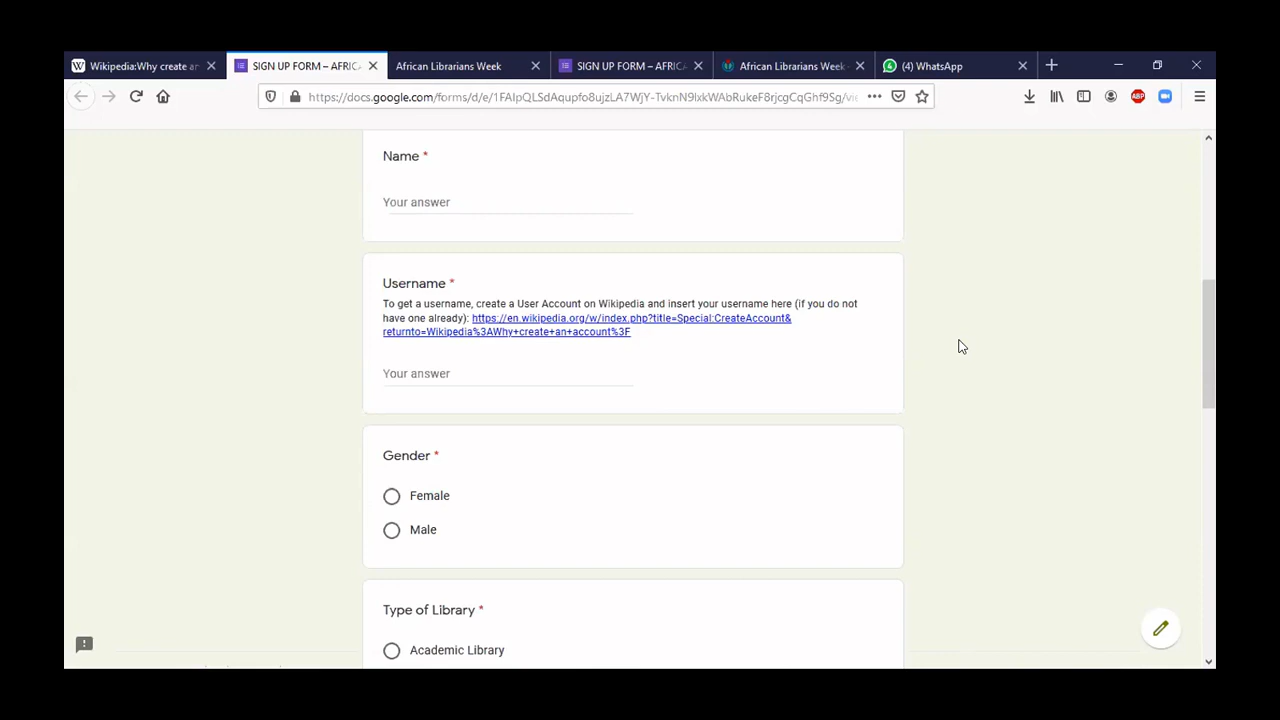 Wikipedia:Why create an
SIGN UP FORM – AFRICA
African Librarians Week
SIGN UP FORM – AFRICA
African Librarians Week -
(4) WhatsApp
https://docs.google.com/forms/d/e/1FAIpQLSdAqupfo8ujzLA7WjY-TvknN9lxkWAbRukeF8rjcgCqGhf9Sg/vie
ABP
Name *
Your answer
Username *
To get a username, create a User Account on Wikipedia and insert your username here (if you do not
have one already): https://en.wikipedia.org/w/index.php?title=Special:CreateAccount&
returnto=Wikipedia%3AWhy+create+an+account%3F
Your answer
Gender *
Female
Male
Type of Library *
Academic Library